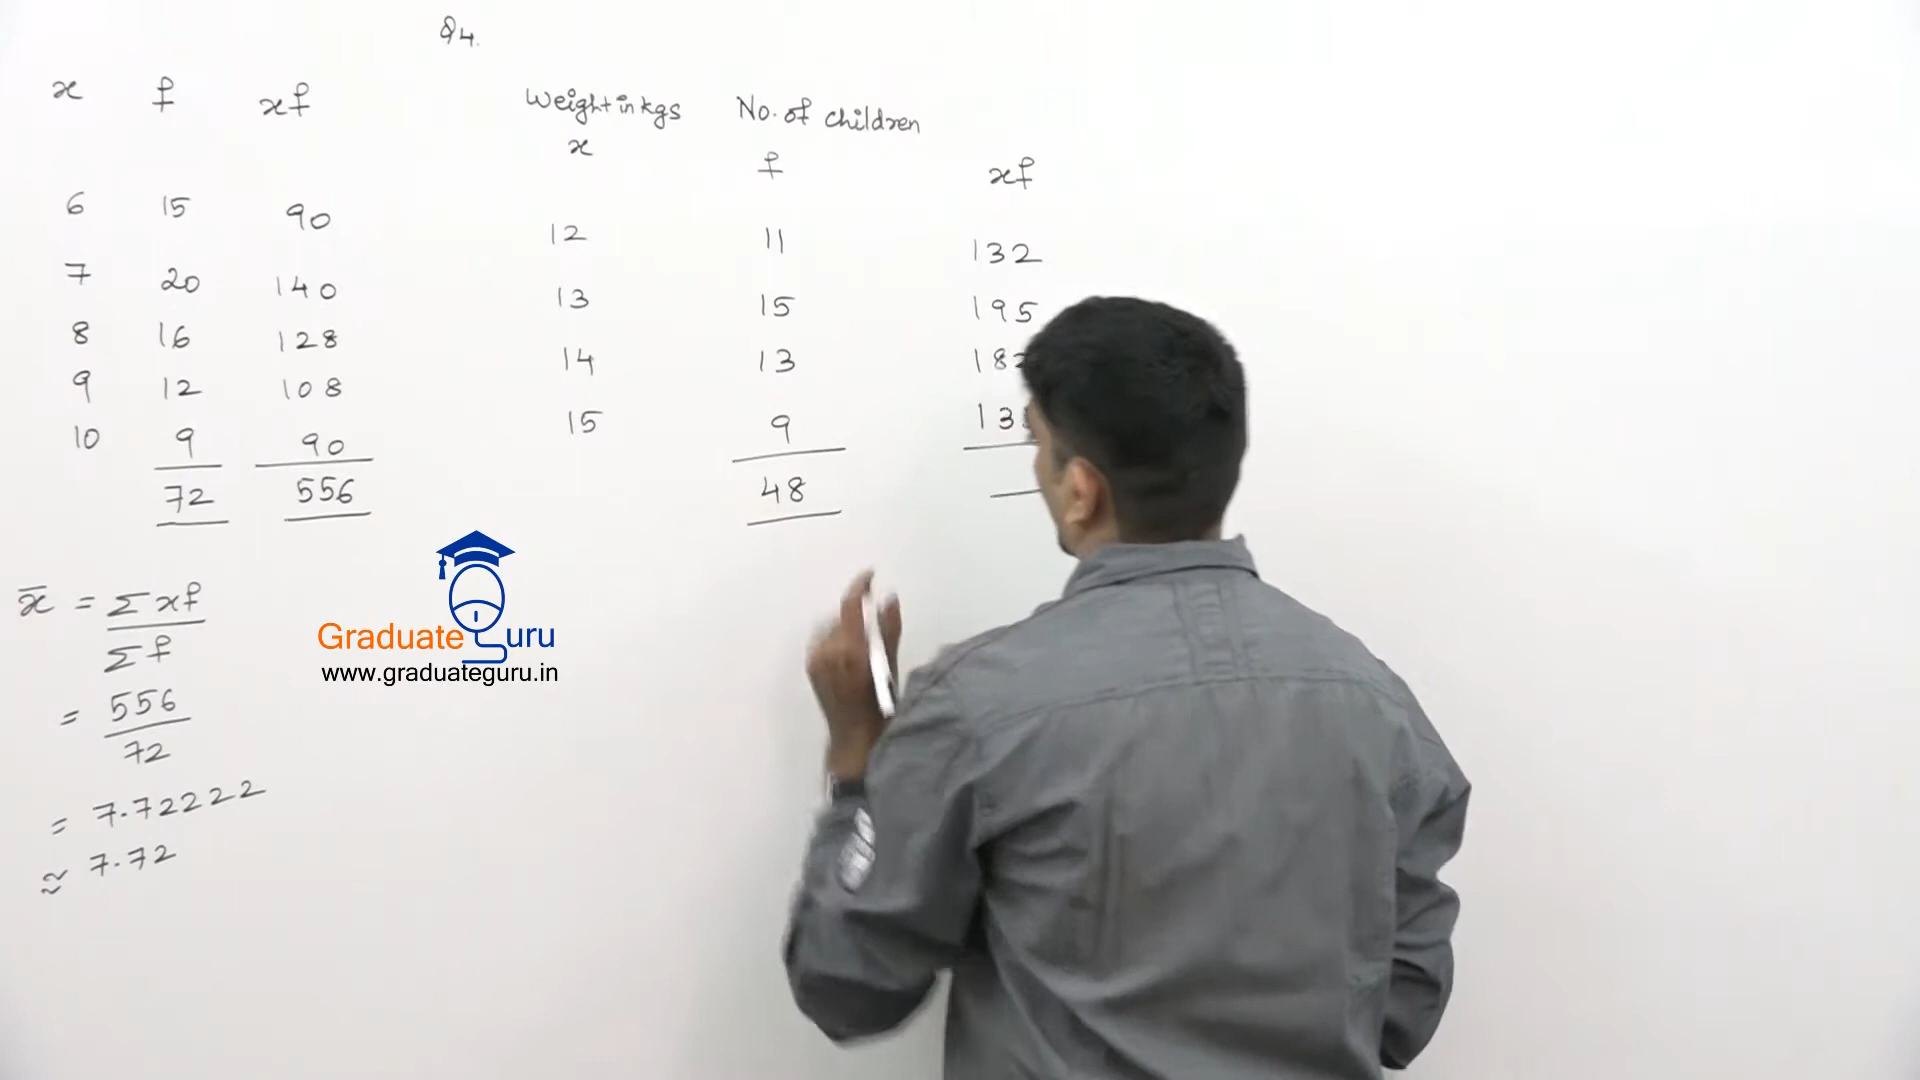 Q4.
x f xf
6 15 90
7 20 140
8 16 128
9 12 108
10 9 90
72 556
x̄ = Σxf / Σf
= 556 / 72
= 7.72222
≈ 7.72
Weight in kgs No. of children
x f xf
12 11 132
13 15 195
14 13
15 9
48
Graduate Guru
www.graduateguru.in